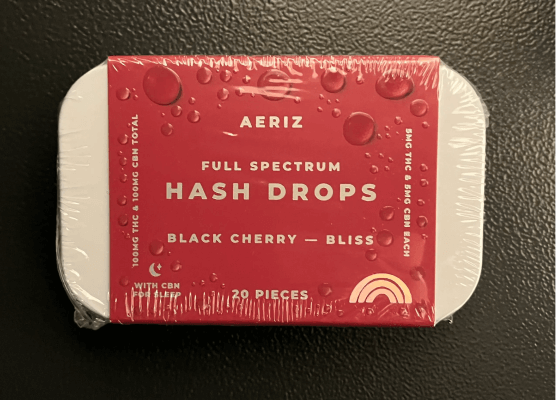 AERIZ
FULL SPECTRUM
HASH DROPS
BLACK CHERRY — BLISS
20 PIECES
WITH CBN
FOR SLEEP
100MG THC & 100MG CBN TOTAL
5MG THC & 5MG CBN EACH